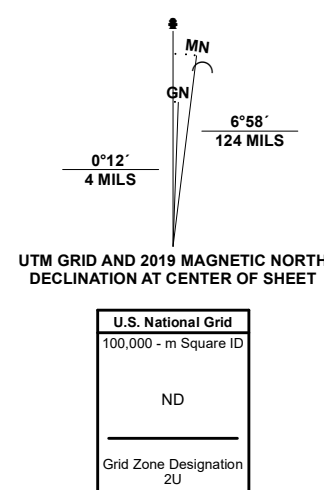 MN
GN
6°58´
124 MILS
0°12´
4 MILS
UTM GRID AND 2019 MAGNETIC NORTH
DECLINATION AT CENTER OF SHEET
U.S. National Grid
100,000 - m Square ID
ND
Grid Zone Designation
2U